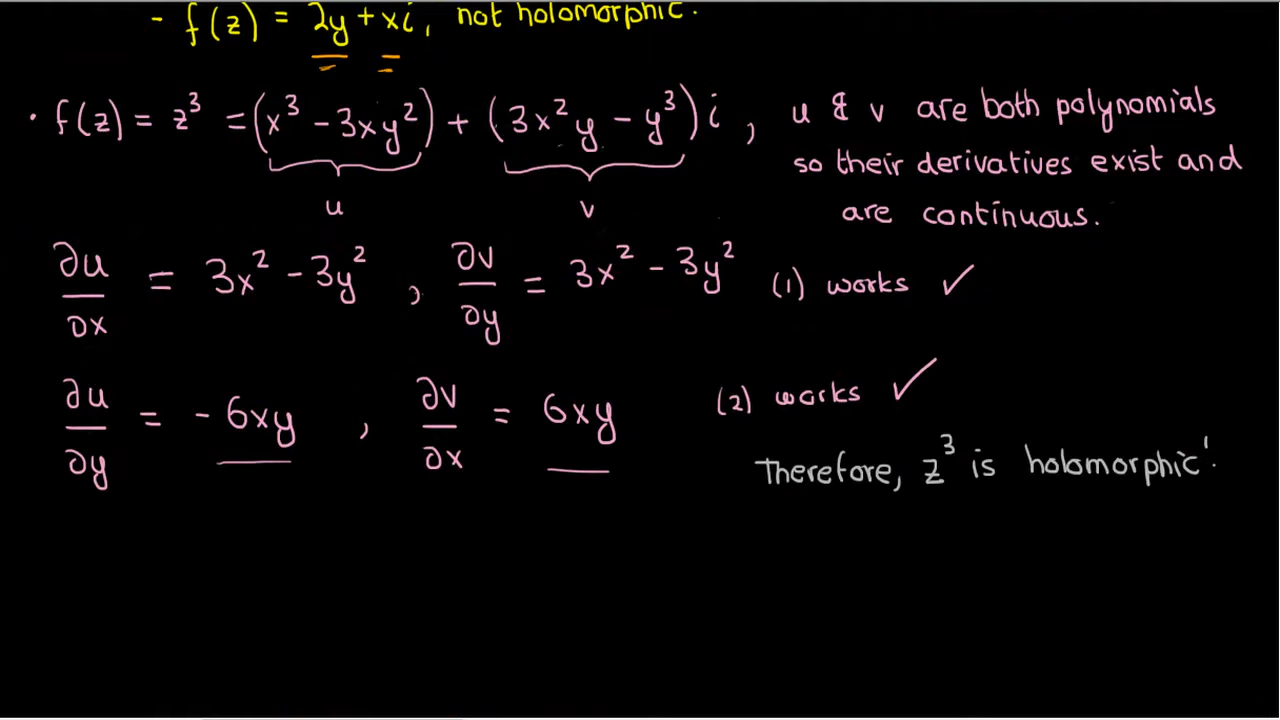 - f(z) = 2y + xi, not holomorphic.
· f(z) = z³ = (x³ - 3xy²) + (3x²y - y³)i, u & v are both polynomials
so their derivatives exist and
u v are continuous.
∂u/∂x = 3x² - 3y², ∂v/∂y = 3x² - 3y² (1) works ✓
∂u/∂y = - 6xy, ∂v/∂x = 6xy (2) works ✓
Therefore, z³ is holomorphic.